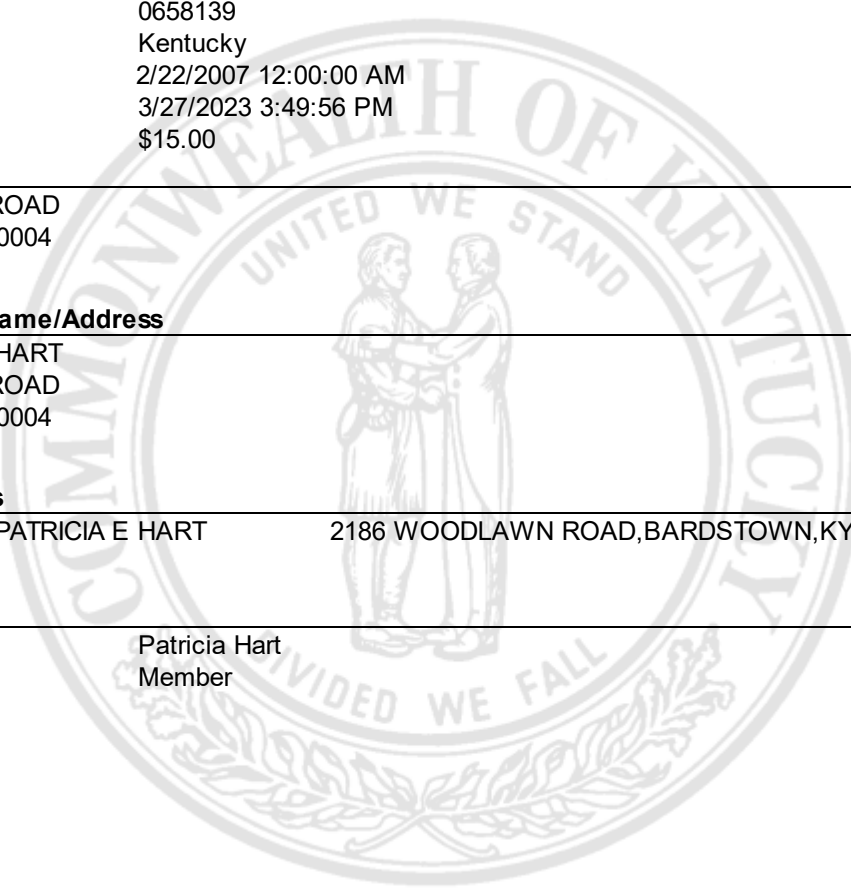 0658139
Kentucky
2/22/2007 12:00:00 AM
3/27/2023 3:49:56 PM
$15.00
ROAD
0004
ame/Address
HART
ROAD
0004
s
PATRICIA E HART 2186 WOODLAWN ROAD,BARDSTOWN,KY
Patricia Hart
Member
COMMONWEALTH OF KENTUCKY
UNITED WE STAND
DIVIDED WE FALL